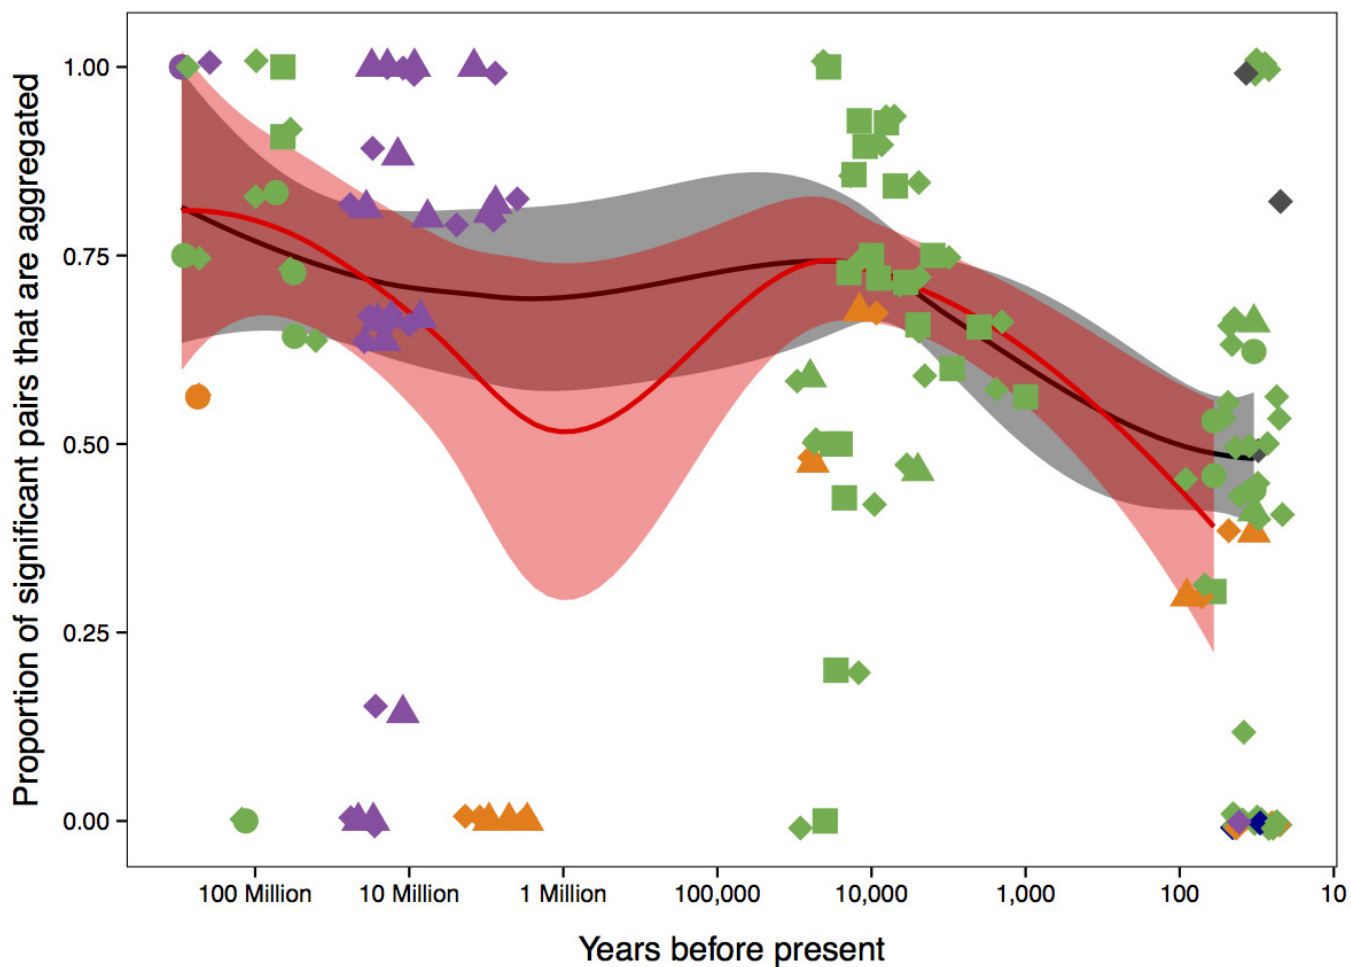 Proportion of significant pairs that are aggregated
1.00
0.75
0.50
0.25
0.00
100 Million 10 Million 1 Million 100,000 10,000 1,000 100 10
Years before present